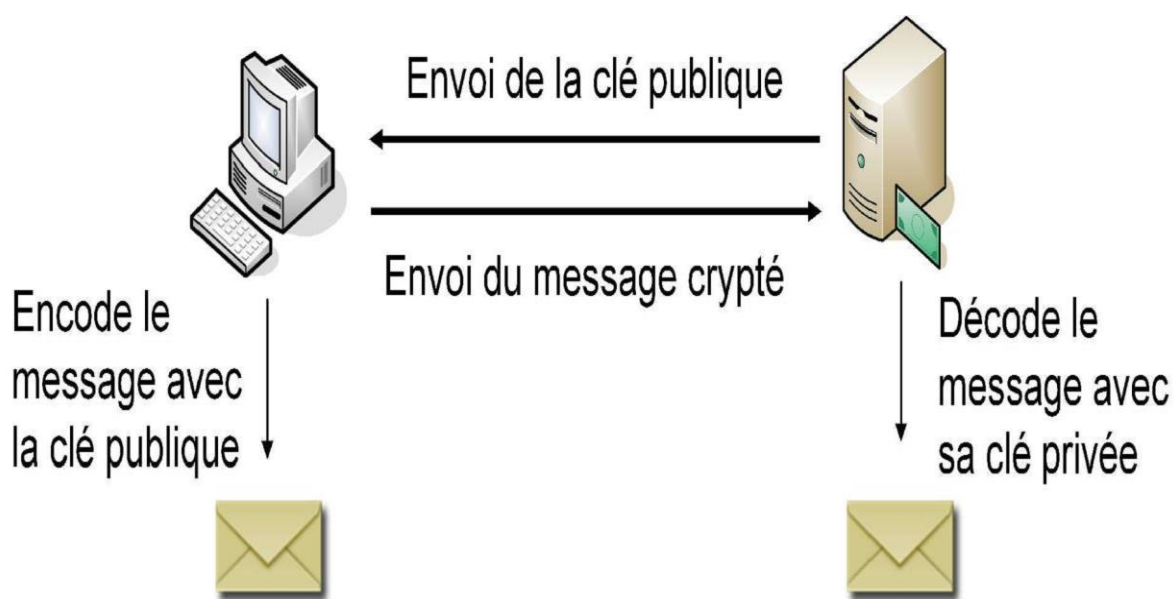 Envoi de la clé publique
Envoi du message crypté
Encode le
message avec
la clé publique
Décode le
message avec
sa clé privée